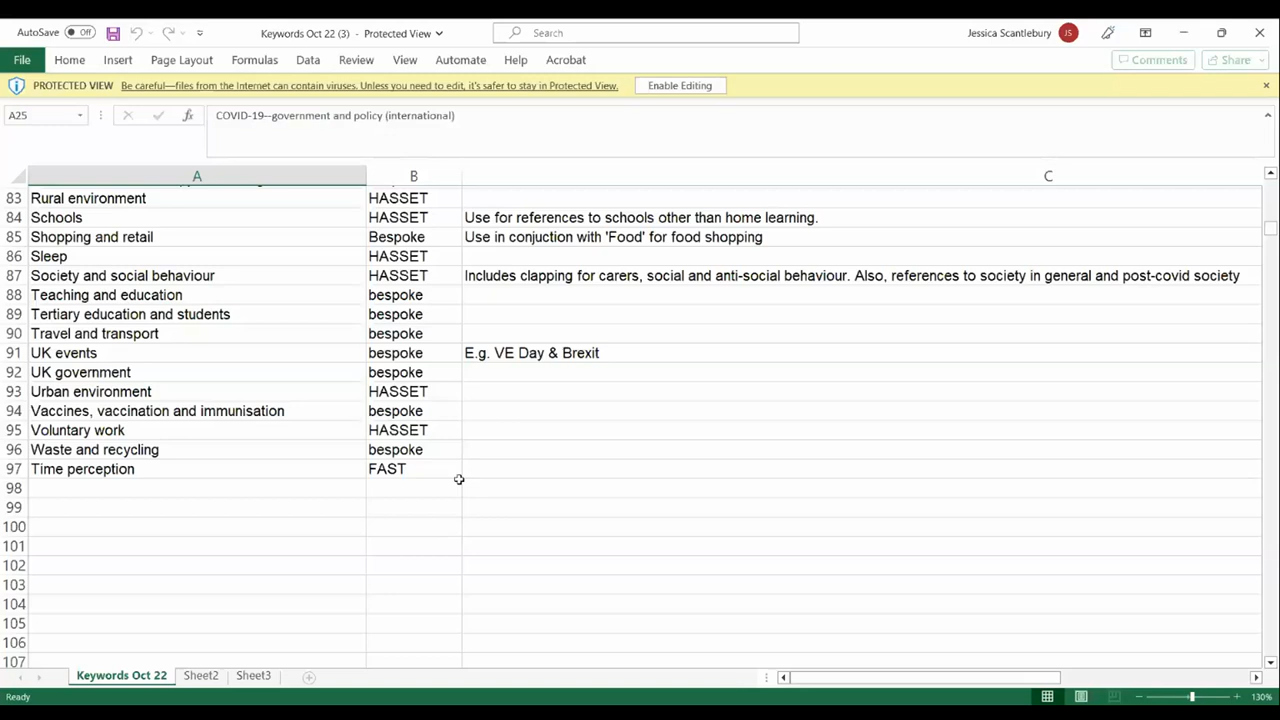 AutoSave Off Keywords Oct 22 (3) - Protected View Search Jessica Scantlebury JS
File Home Insert Page Layout Formulas Data Review View Automate Help Acrobat Comments Share
PROTECTED VIEW Be careful—files from the Internet can contain viruses. Unless you need to edit, it's safer to stay in Protected View. Enable Editing
A25 fx COVID-19--government and policy (international)
A B C
83 Rural environment HASSET
84 Schools HASSET Use for references to schools other than home learning.
85 Shopping and retail Bespoke Use in conjuction with 'Food' for food shopping
86 Sleep HASSET
87 Society and social behaviour HASSET Includes clapping for carers, social and anti-social behaviour. Also, references to society in general and post-covid society
88 Teaching and education bespoke
89 Tertiary education and students bespoke
90 Travel and transport bespoke
91 UK events bespoke E.g. VE Day & Brexit
92 UK government bespoke
93 Urban environment HASSET
94 Vaccines, vaccination and immunisation bespoke
95 Voluntary work HASSET
96 Waste and recycling bespoke
97 Time perception FAST
98
99
100
101
102
103
104
105
106
107
Keywords Oct 22 Sheet2 Sheet3
Ready 130%